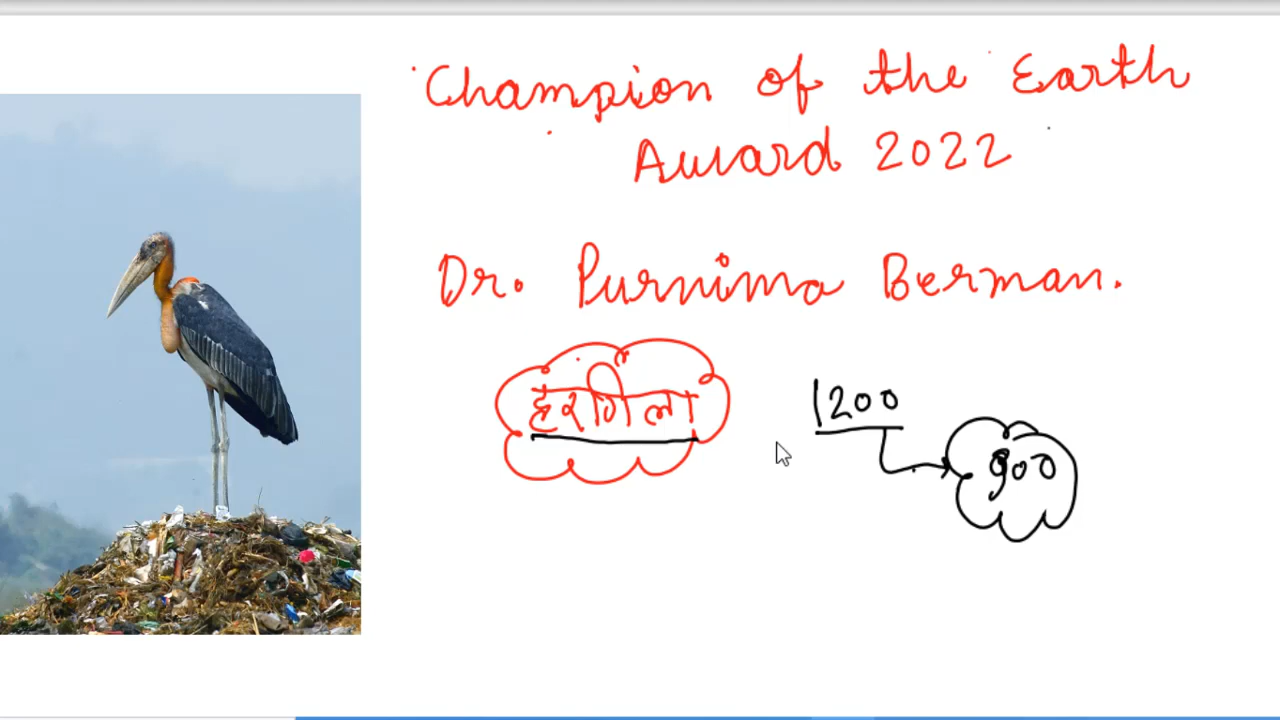 Champion of the Earth
Award 2022
Dr. Purnima Berman.
हरगिला
1200
900